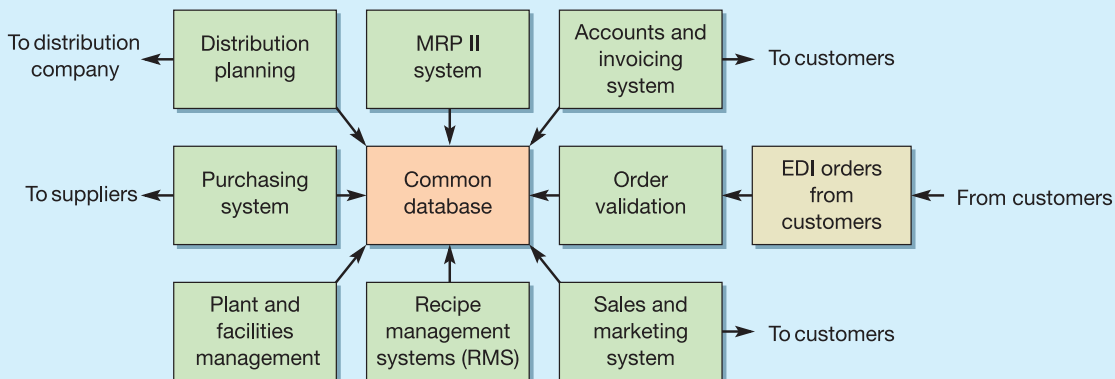 To distribution
company
Distribution
planning
MRP II
system
Accounts and
invoicing
system
To customers
To suppliers
Purchasing
system
Common
database
Order
validation
EDI orders
from
customers
From customers
Plant and
facilities
management
Recipe
management
systems (RMS)
Sales and
marketing
system
To customers